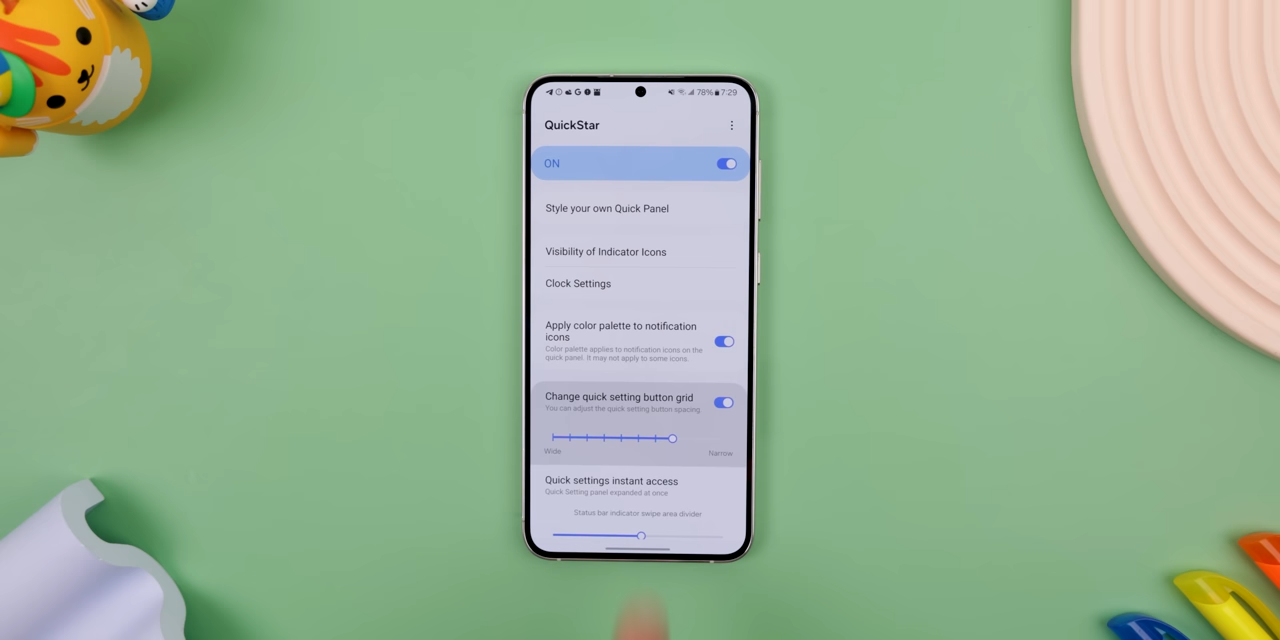 78% 7:29
QuickStar
ON
Style your own Quick Panel
Visibility of Indicator Icons
Clock Settings
Apply color palette to notification
icons
Color palette applies to notification icons on the
quick panel. It may not apply to some icons.
Change quick setting button grid
You can adjust the quick setting button spacing.
Wide
Narrow
Quick settings instant access
Quick Setting panel expanded at once
Status bar indicator swipe area divider